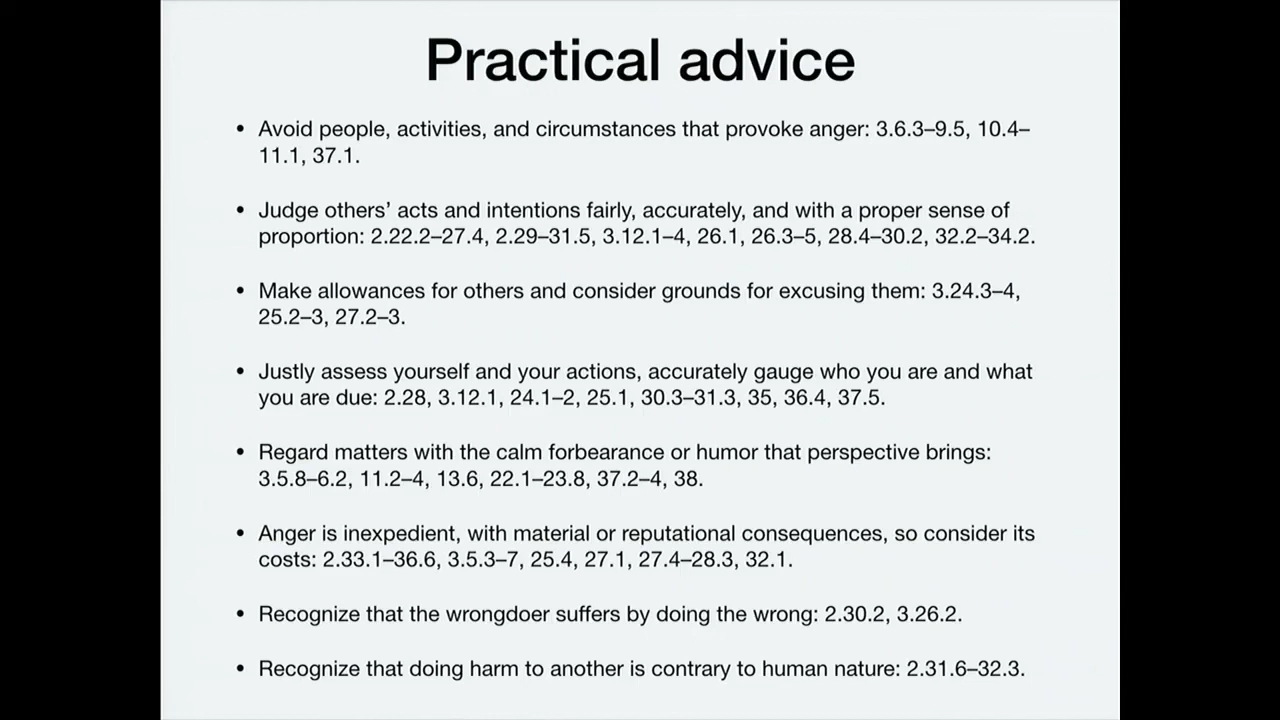 Practical advice
• Avoid people, activities, and circumstances that provoke anger: 3.6.3–9.5, 10.4–
11.1, 37.1.
• Judge others’ acts and intentions fairly, accurately, and with a proper sense of
proportion: 2.22.2–27.4, 2.29–31.5, 3.12.1–4, 26.1, 26.3–5, 28.4–30.2, 32.2–34.2.
• Make allowances for others and consider grounds for excusing them: 3.24.3–4,
25.2–3, 27.2–3.
• Justly assess yourself and your actions, accurately gauge who you are and what
you are due: 2.28, 3.12.1, 24.1–2, 25.1, 30.3–31.3, 35, 36.4, 37.5.
• Regard matters with the calm forbearance or humor that perspective brings:
3.5.8–6.2, 11.2–4, 13.6, 22.1–23.8, 37.2–4, 38.
• Anger is inexpedient, with material or reputational consequences, so consider its
costs: 2.33.1–36.6, 3.5.3–7, 25.4, 27.1, 27.4–28.3, 32.1.
• Recognize that the wrongdoer suffers by doing the wrong: 2.30.2, 3.26.2.
• Recognize that doing harm to another is contrary to human nature: 2.31.6–32.3.